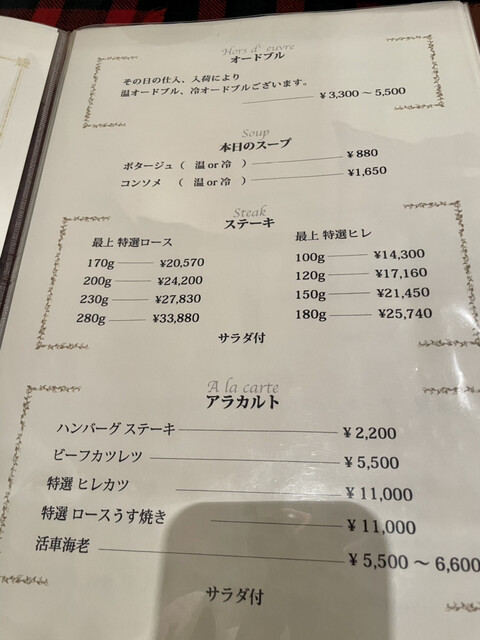 Hors d' euvre
オードブル
その日の仕入、入荷により
温オードブル、冷オードブルございます。
¥3,300～5,500
Soup
本日のスープ
ポタージュ（ 温 or 冷 ） ¥880
コンソメ （ 温 or 冷 ） ¥1,650
Steak
ステーキ
最上 特選ロース
170g ¥20,570
200g ¥24,200
230g ¥27,830
280g ¥33,880
最上 特選ヒレ
100g ¥14,300
120g ¥17,160
150g ¥21,450
180g ¥25,740
サラダ付
A la carte
アラカルト
ハンバーグ ステーキ ¥2,200
ビーフカツレツ ¥5,500
特選 ヒレカツ ¥11,000
特選 ロースうす焼き ¥11,000
活車海老 ¥5,500～6,600
サラダ付